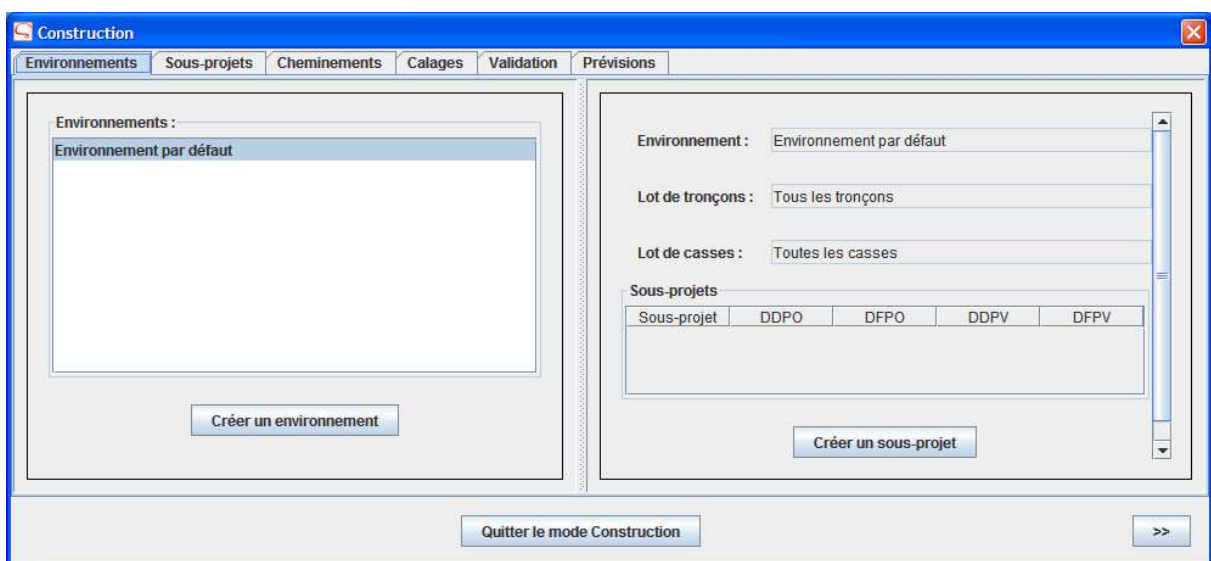 Construction
Environnements Sous-projets Cheminements Calages Validation Prévisions
Environnements :
Environnement par défaut
Créer un environnement
Environnement : Environnement par défaut
Lot de tronçons : Tous les tronçons
Lot de casses : Toutes les casses
Sous-projets
Sous-projet DDPO DFPO DDPV DFPV
Créer un sous-projet
Quitter le mode Construction >>